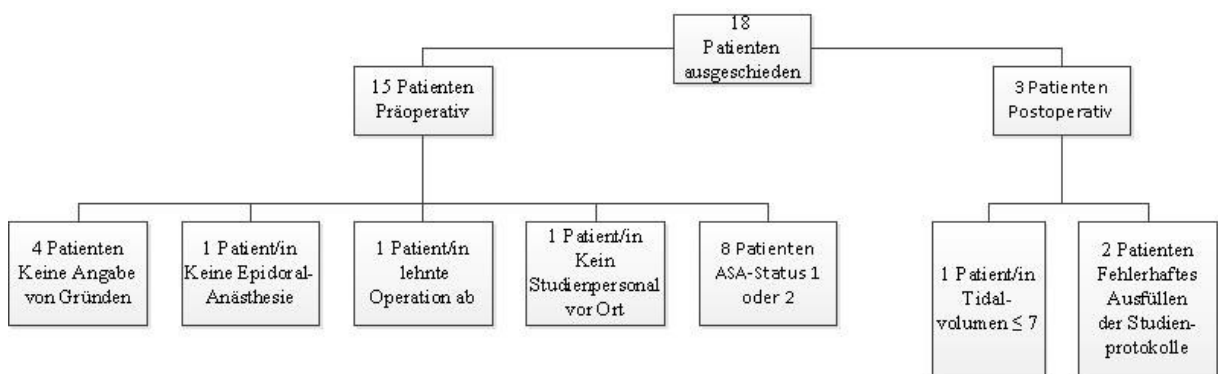 18
Patienten
ausgeschieden
15 Patienten
Präoperativ
3 Patienten
Postoperativ
4 Patienten
Keine Angabe
von Gründen
1 Patient/in
Keine Epidoral-
Anästhesie
1 Patient/in
lehnte
Operation ab
1 Patient/in
Kein
Studienpersonal
vor Ort
8 Patienten
ASA-Status 1
oder 2
1 Patient/in
Tidal-
volumen ≤ 7
2 Patienten
Fehlerhaftes
Ausfüllen
der Studien-
protokolle